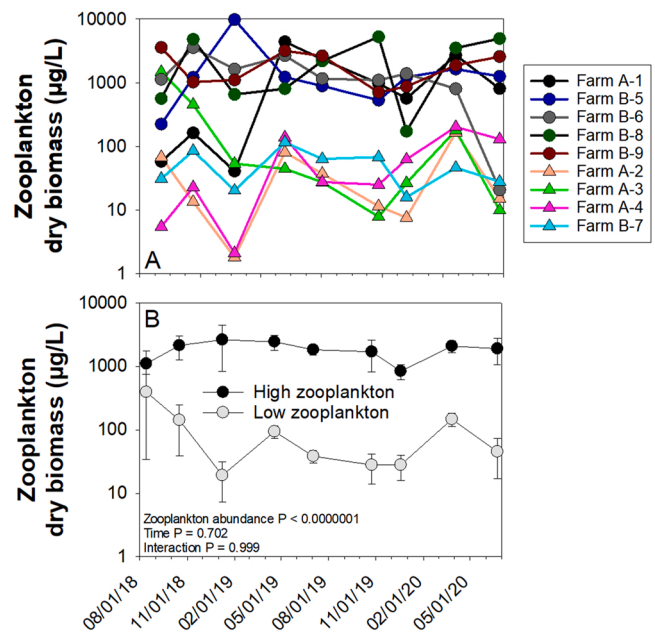 Zooplankton
dry biomass (µg/L)
10000
1000
100
10
1
A
Farm A-1
Farm B-5
Farm B-6
Farm B-8
Farm B-9
Farm A-2
Farm A-3
Farm A-4
Farm B-7
Zooplankton
dry biomass (µg/L)
10000
1000
100
10
1
B
High zooplankton
Low zooplankton
Zooplankton abundance P < 0.0000001
Time P = 0.702
Interaction P = 0.999
08/01/18
11/01/18
02/01/19
05/01/19
08/01/19
11/01/19
02/01/20
05/01/20